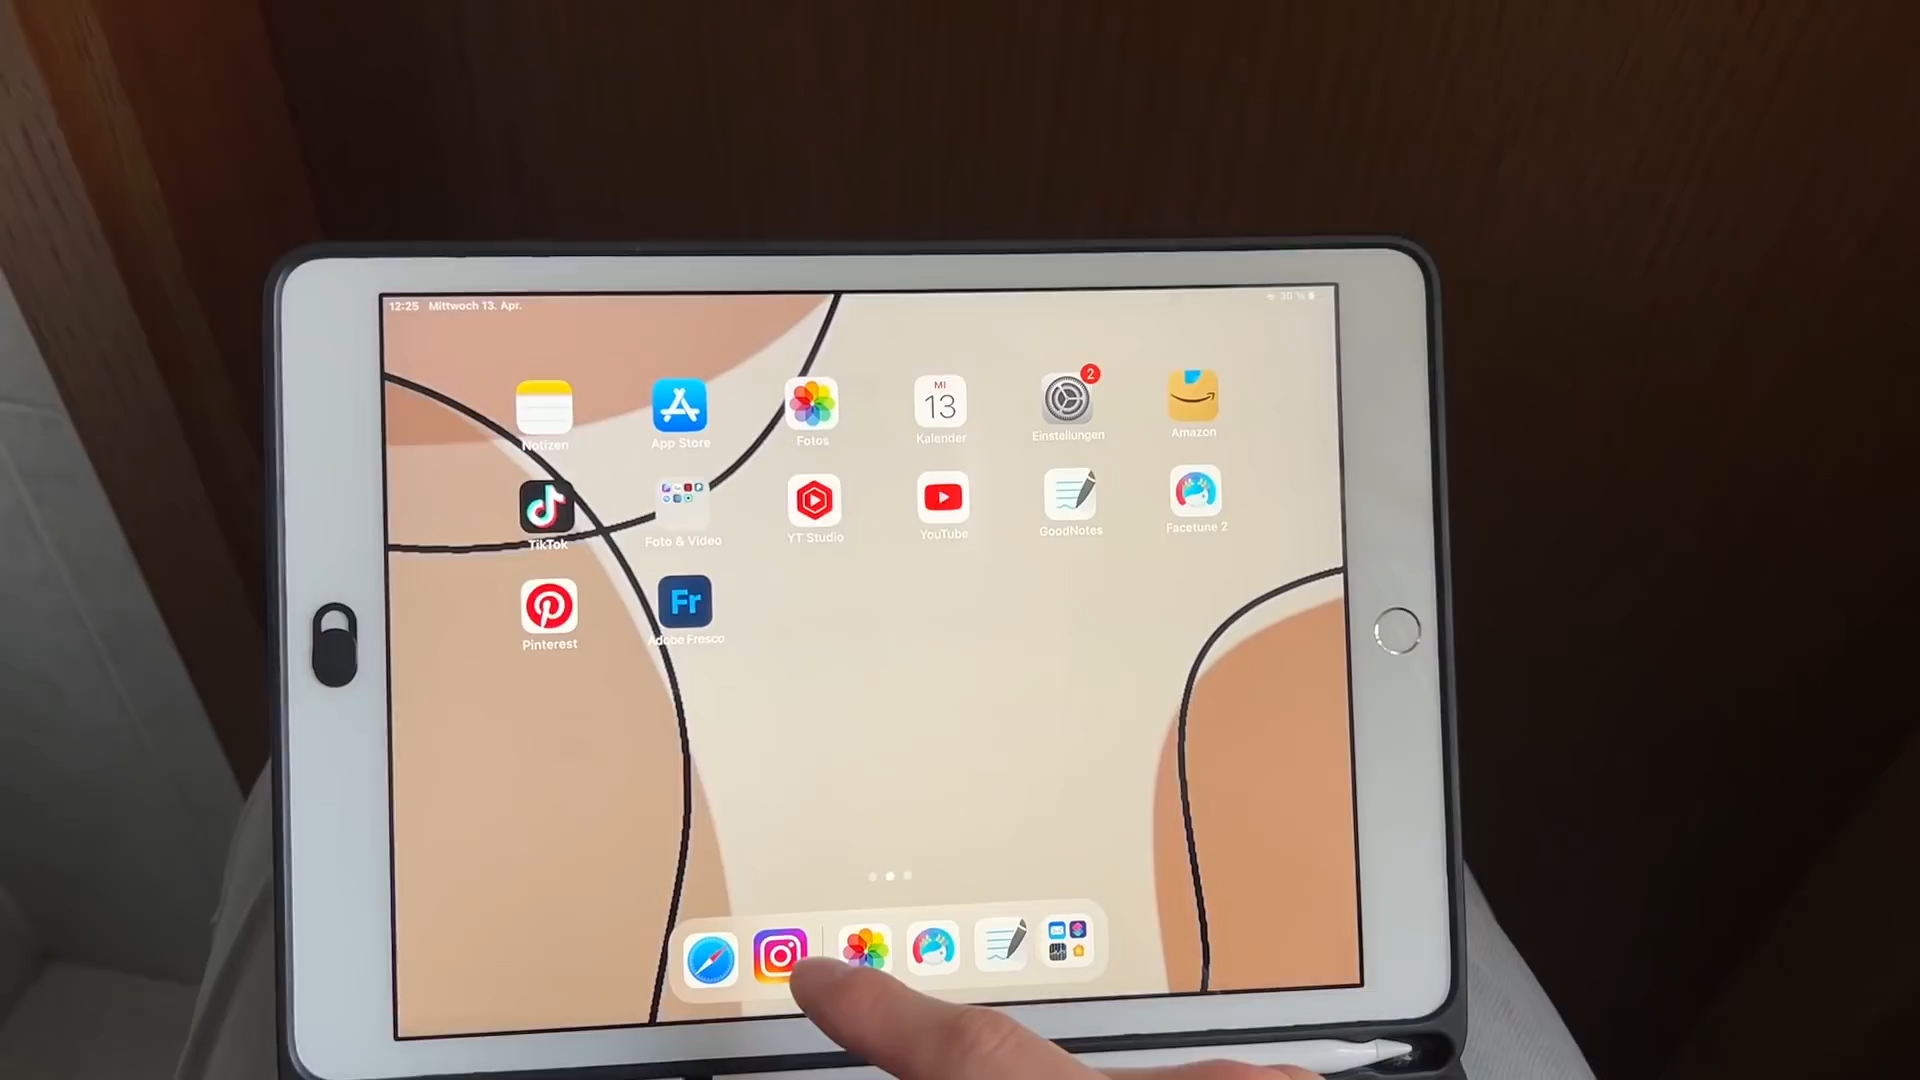 12:25 Mittwoch 13. Apr.
30 %
2
MI
13
Notizen
App Store
Fotos
Kalender
Einstellungen
Amazon
TikTok
Foto & Video
YT Studio
YouTube
GoodNotes
Facetune 2
Fr
Pinterest
Adobe Fresco